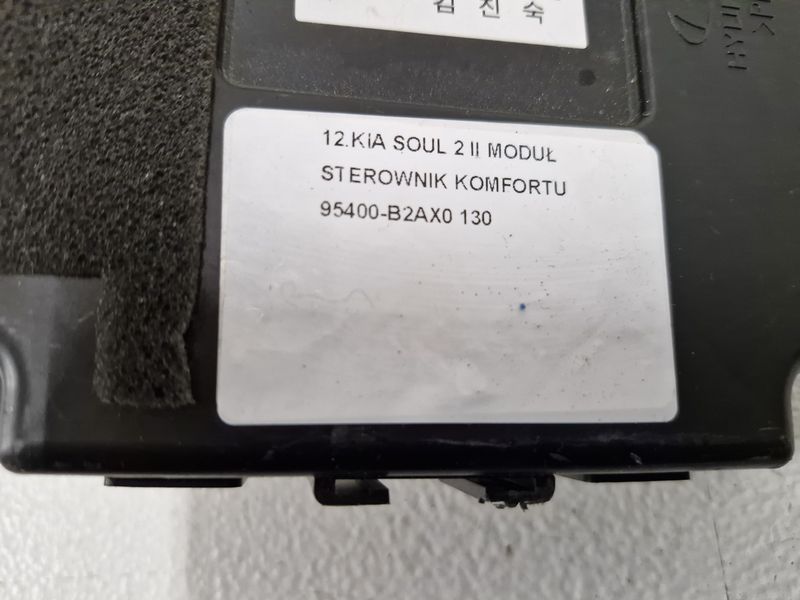 김 진 숙
12.KIA SOUL 2 II MODUŁ
STEROWNIK KOMFORTU
95400-B2AX0 130